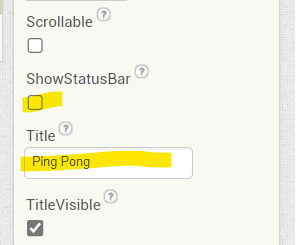 Scrollable ?
ShowStatusBar ?
Title ?
Ping Pong
TitleVisible ?